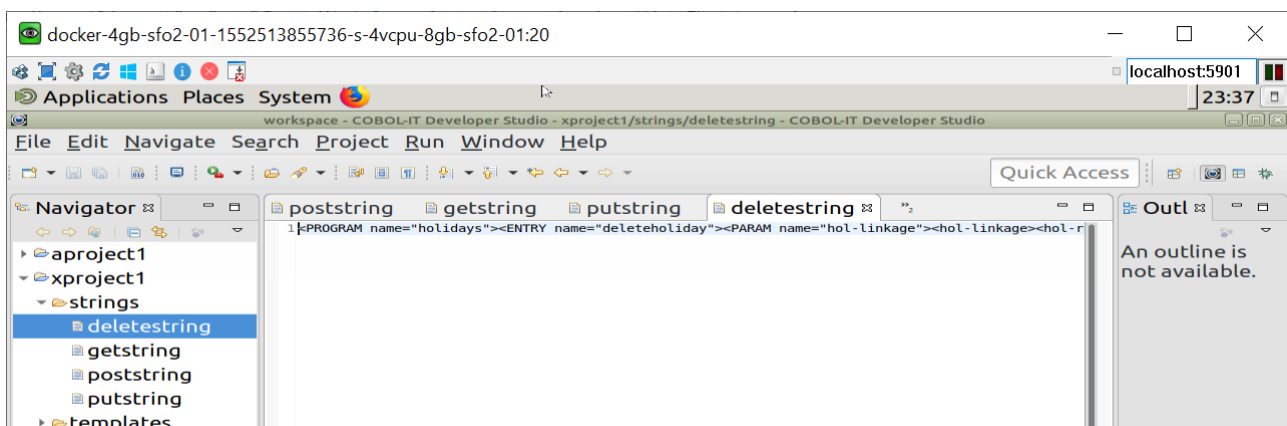 docker-4gb-sfo2-01-1552513855736-s-4vcpu-8gb-sfo2-01:20
localhost:5901
Applications Places System
23:37
workspace - COBOL-IT Developer Studio - xproject1/strings/deletestring - COBOL-IT Developer Studio
File Edit Navigate Search Project Run Window Help
Quick Access
Navigator
poststring getstring putstring deletestring »2
Outl
1<PROGRAM name="holidays"><ENTRY name="deleteholiday"><PARAM name="hol-linkage"><hol-linkage><hol-r
An outline is
not available.
aproject1
xproject1
strings
deletestring
getstring
poststring
putstring
templates